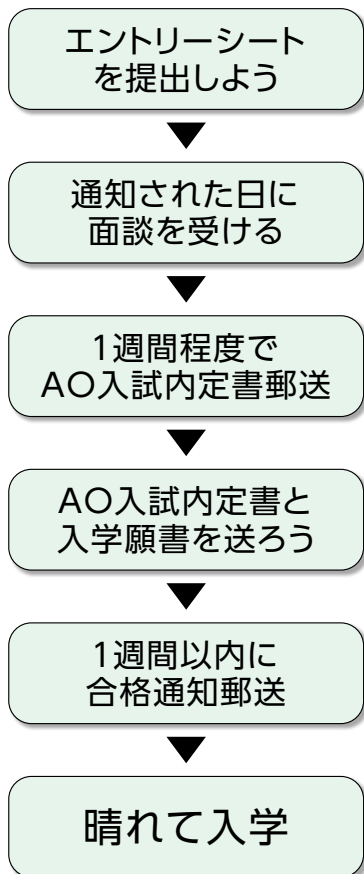 エントリーシート
を提出しよう
通知された日に
面談を受ける
1週間程度で
AO入試内定書郵送
AO入試内定書と
入学願書を送ろう
1週間以内に
合格通知郵送
晴れて入学